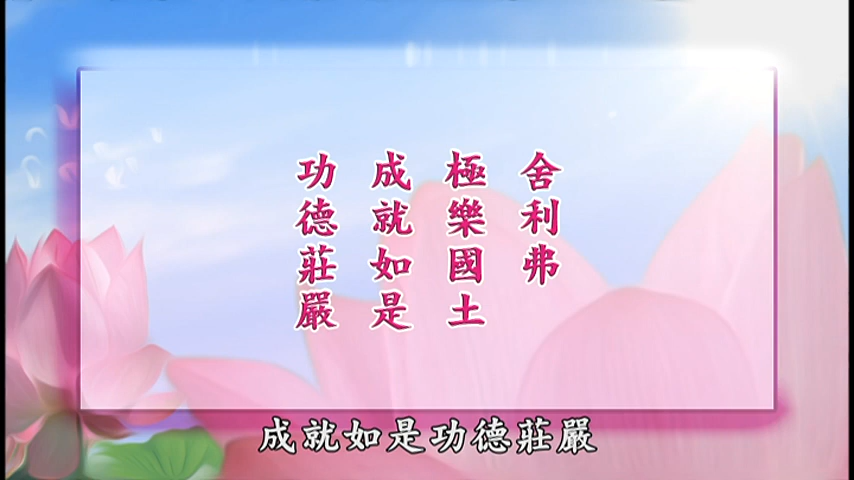 舍利弗
極樂國土
成就如是
功德莊嚴
成就如是功德莊嚴